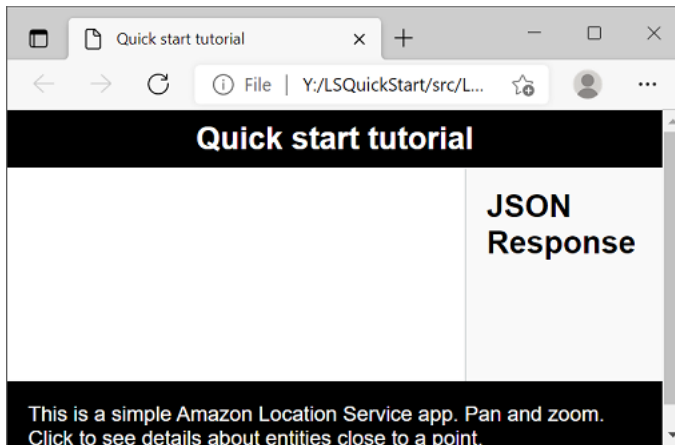 Quick start tutorial
File | Y:/LSQuickStart/src/L...
Quick start tutorial
JSON
Response
This is a simple Amazon Location Service app. Pan and zoom.
Click to see details about entities close to a point.